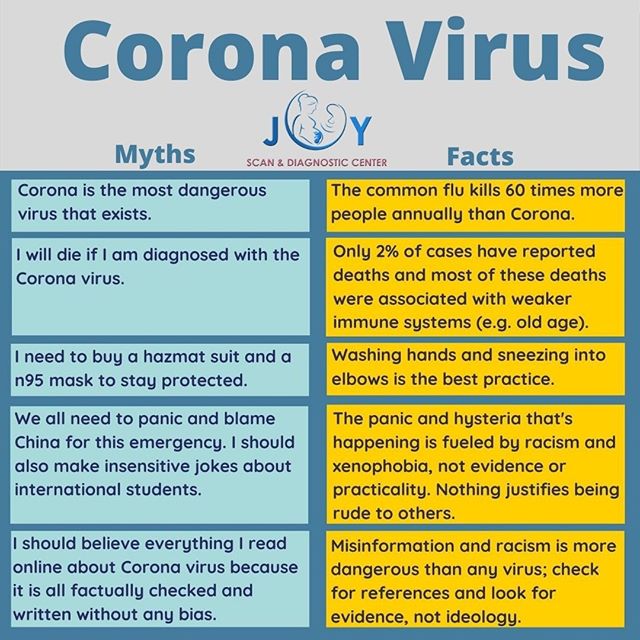 Corona Virus
JOY
SCAN & DIAGNOSTIC CENTER
Myths
Facts
Corona is the most dangerous
virus that exists.
The common flu kills 60 times more
people annually than Corona.
I will die if I am diagnosed with the
Corona virus.
Only 2% of cases have reported
deaths and most of these deaths
were associated with weaker
immune systems (e.g. old age).
I need to buy a hazmat suit and a
n95 mask to stay protected.
Washing hands and sneezing into
elbows is the best practice.
We all need to panic and blame
China for this emergency. I should
also make insensitive jokes about
international students.
The panic and hysteria that's
happening is fueled by racism and
xenophobia, not evidence or
practicality. Nothing justifies being
rude to others.
I should believe everything I read
online about Corona virus because
it is all factually checked and
written without any bias.
Misinformation and racism is more
dangerous than any virus; check
for references and look for
evidence, not ideology.